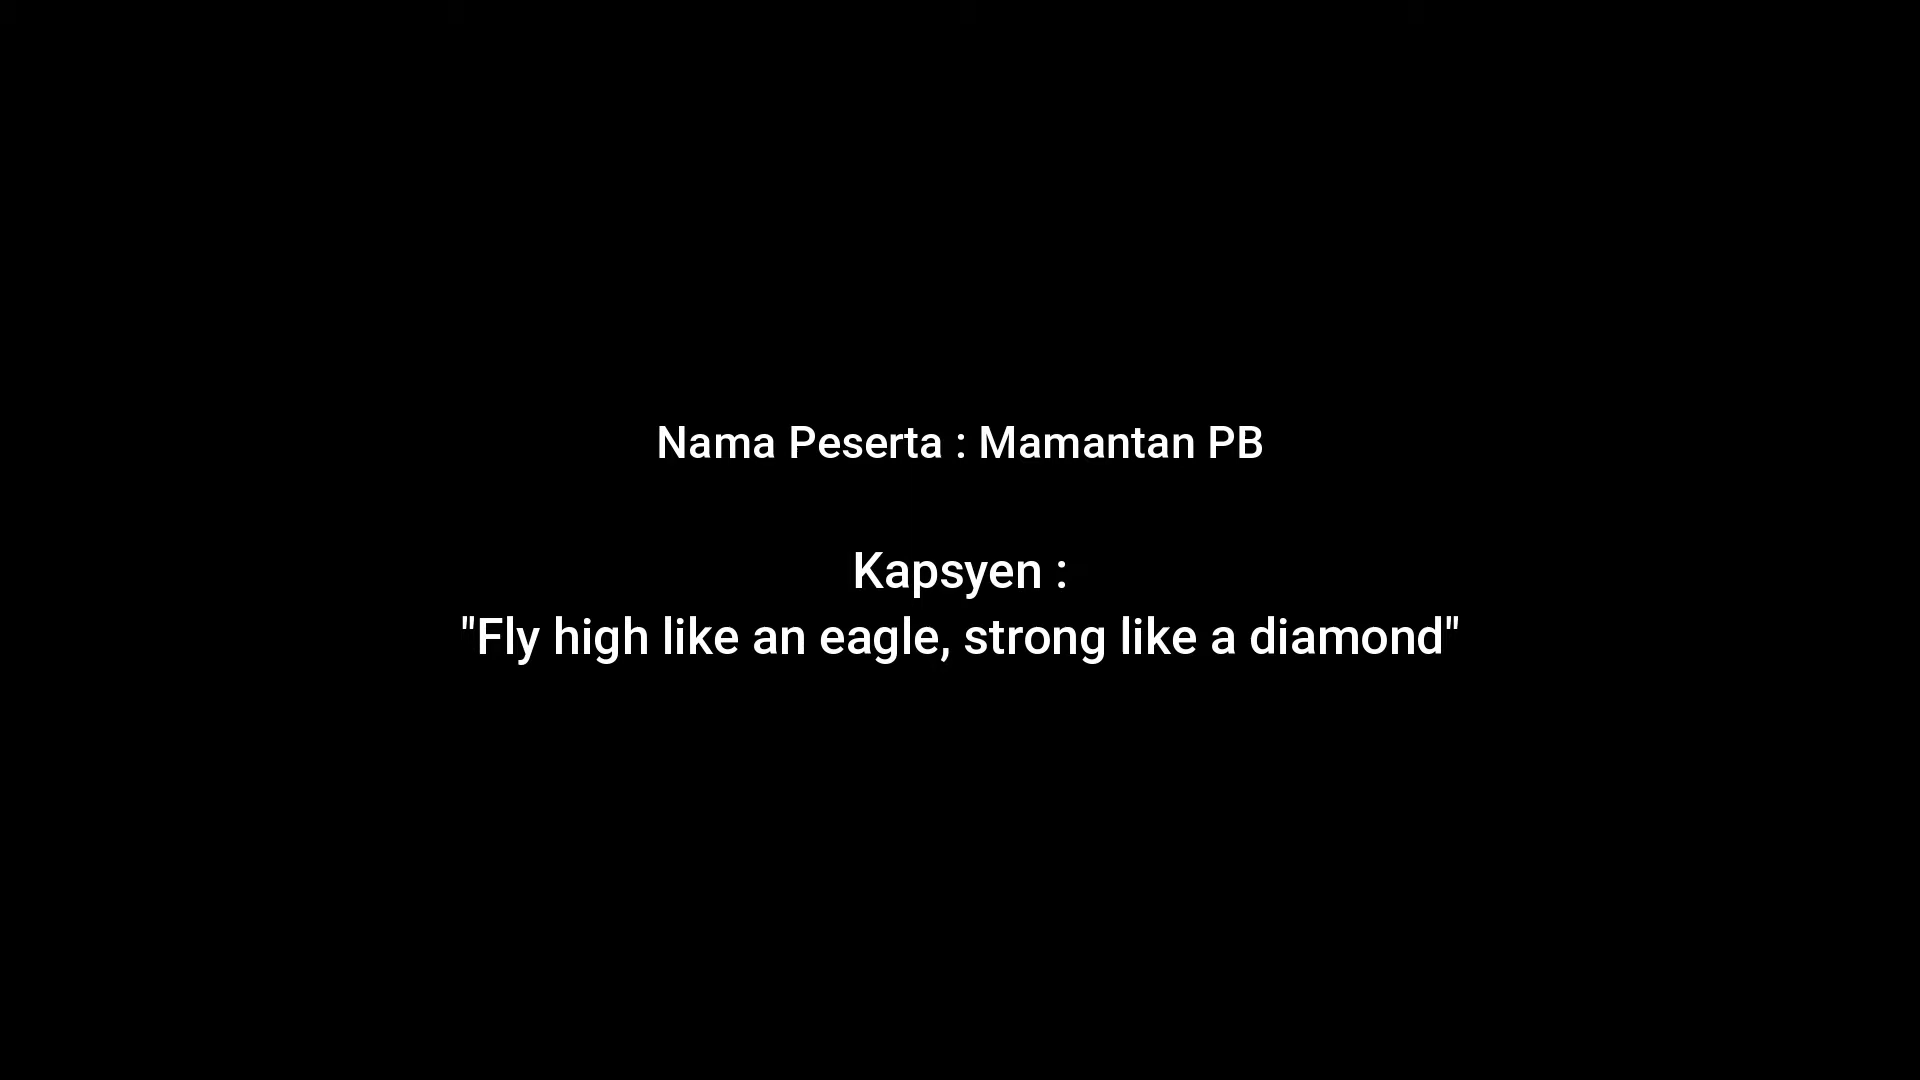 Nama Peserta : Mamantan PB
Kapsyen :
"Fly high like an eagle, strong like a diamond"